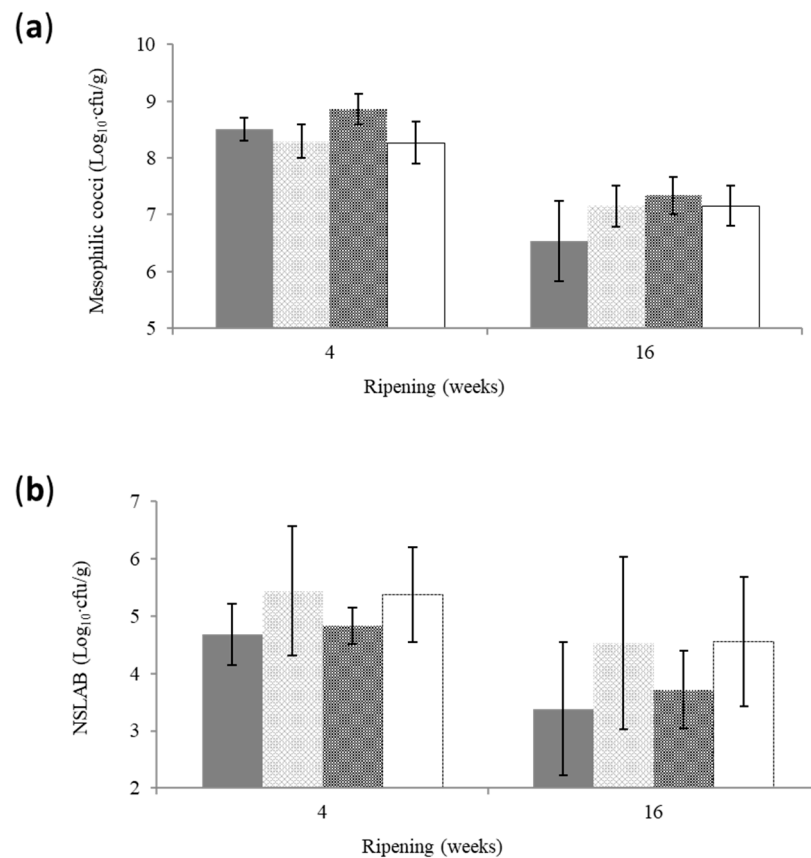 (a)
Mesophilic cocci (Log₁₀·cfu/g)
10
9
8
7
6
5
4
16
Ripening (weeks)
(b)
NSLAB (Log₁₀·cfu/g)
7
6
5
4
3
2
4
16
Ripening (weeks)